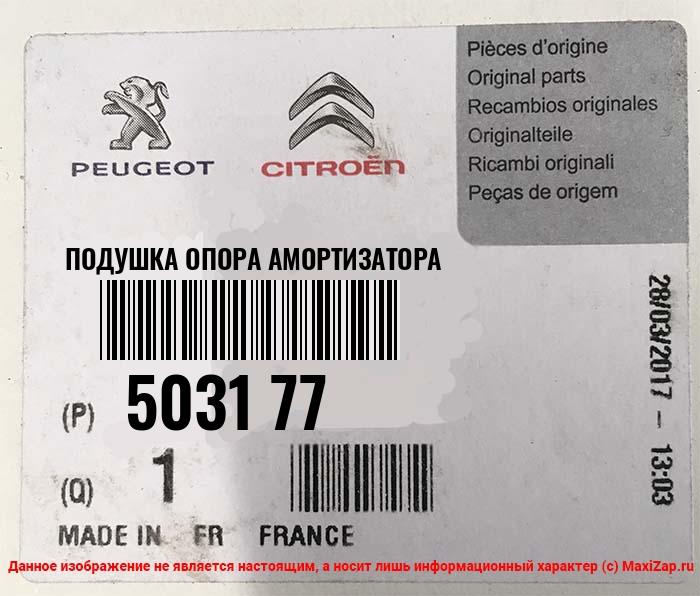 PEUGEOT
CITROËN
Pièces d'origine
Original parts
Recambios originales
Originalteile
Ricambi originali
Peças de origem
ПОДУШКА ОПОРА АМОРТИЗАТОРА
(P) 5031 77
(Q) 1
MADE IN FR FRANCE
28/03/2017 - 13:03
Данное изображение не является настоящим, а носит лишь информационный характер (c) MaxiZap.ru